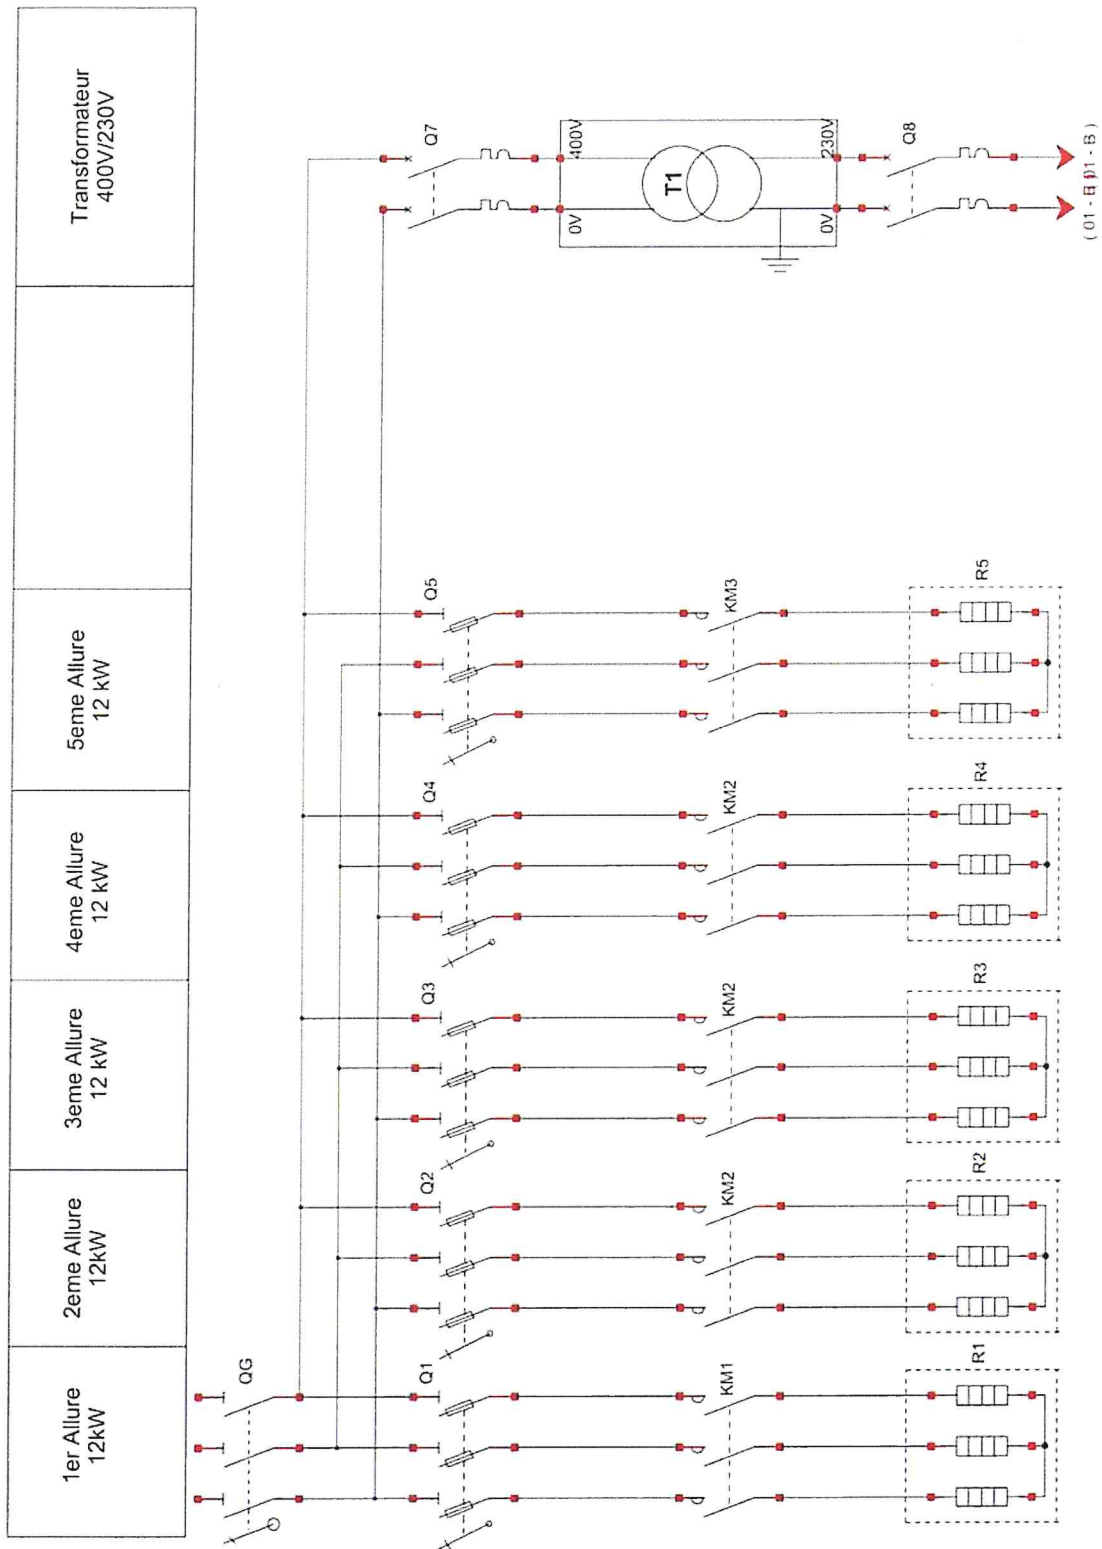 1er Allure
12kW
2eme Allure
12kW
3eme Allure
12 kW
4eme Allure
12 kW
5eme Allure
12 kW
Transformateur
400V/230V
QG
Q1
Q2
Q3
Q4
Q5
Q7
0V
400V
T1
0V
230V
KM1
KM2
KM2
KM2
KM3
Q8
R1
R2
R3
R4
R5
( 01 - B )
01 - B )